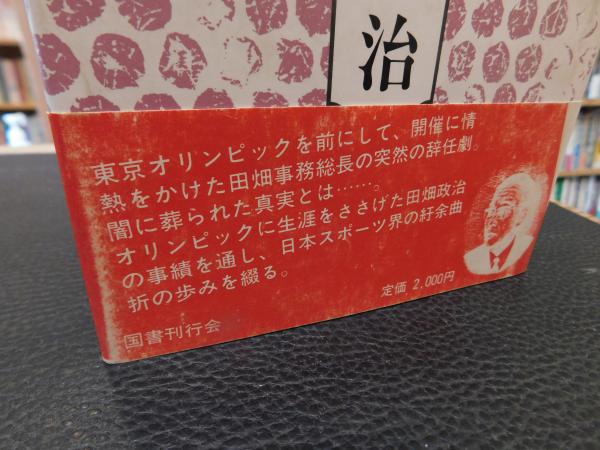 治
東京オリンピックを前にして、開催に情
熱をかけた田畑事務総長の突然の辞任劇。
闇に葬られた真実とは……。
オリンピックに生涯をささげた田畑政治
の事績を通し、日本スポーツ界の紆余曲
折の歩みを綴る。
定価 2,000円
国書刊行会